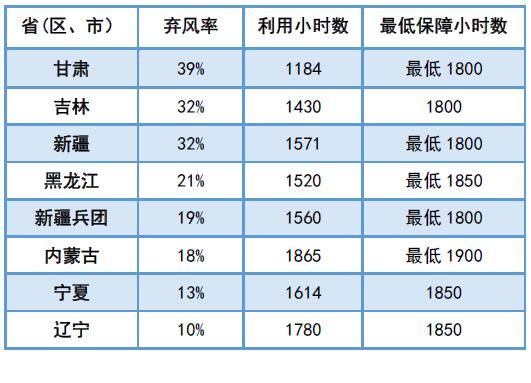 省(区、市) 弃风率 利用小时数 最低保障小时数
甘肃 39% 1184 最低 1800
吉林 32% 1430 1800
新疆 32% 1571 最低 1800
黑龙江 21% 1520 最低 1850
新疆兵团 19% 1560 最低 1800
内蒙古 18% 1865 最低 1900
宁夏 13% 1614 1850
辽宁 10% 1780 1850